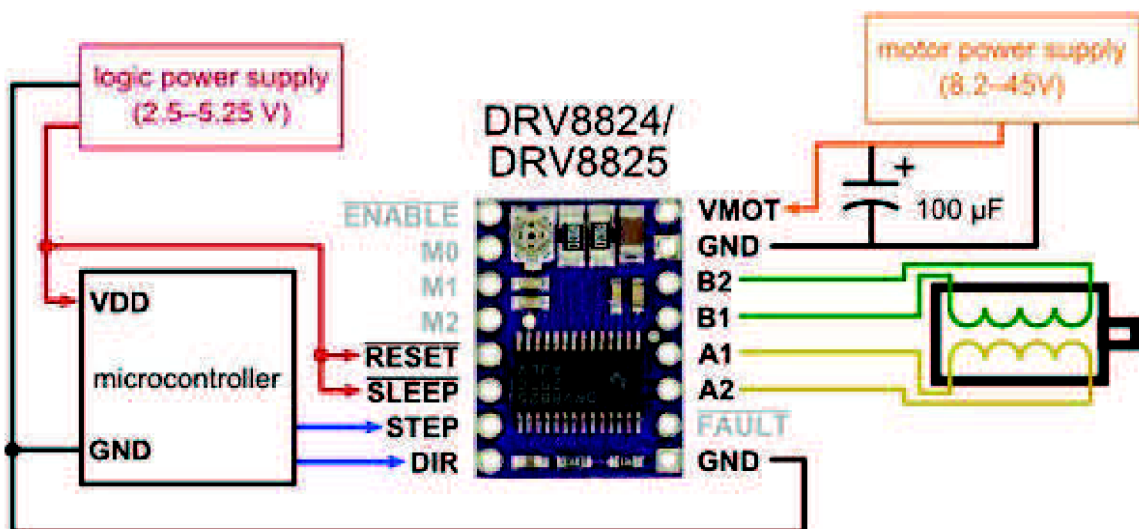 logic power supply
(2.5–5.25 V)
motor power supply
(8.2–45V)
DRV8824/
DRV8825
ENABLE
M0
M1
M2
RESET
SLEEP
STEP
DIR
VMOT
GND
B2
B1
A1
A2
FAULT
GND
+
100 µF
VDD
microcontroller
GND